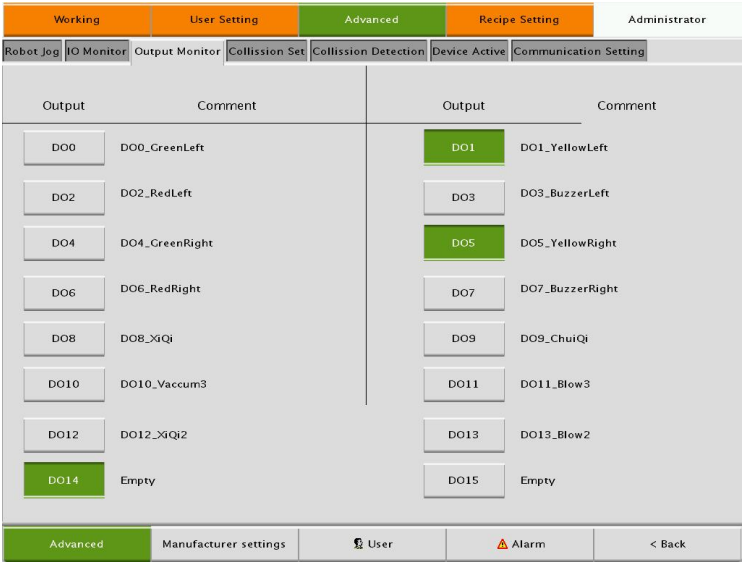 Working User Setting Advanced Recipe Setting Administrator
Robot Jog IO Monitor Output Monitor Collission Set Collission Detection Device Active Communication Setting
Output Comment Output Comment
DO0 DO0_GreenLeft DO1 DO1_YellowLeft
DO2 DO2_RedLeft DO3 DO3_BuzzerLeft
DO4 DO4_GreenRight DO5 DO5_YellowRight
DO6 DO6_RedRight DO7 DO7_BuzzerRight
DO8 DO8_XiQi DO9 DO9_ChuiQi
DO10 DO10_Vaccum3 DO11 DO11_Blow3
DO12 DO12_XiQi2 DO13 DO13_Blow2
DO14 Empty DO15 Empty
Advanced Manufacturer settings User Alarm < Back